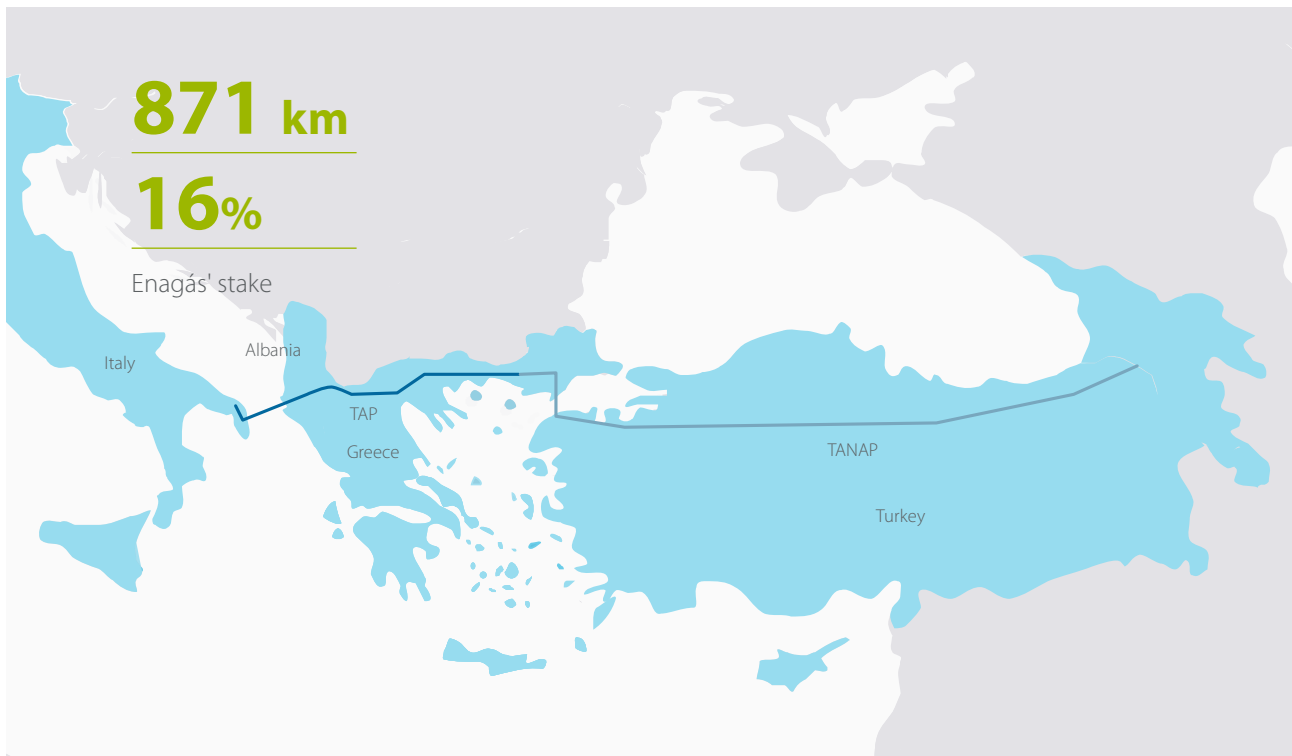 871 km
16%
Enagás' stake
Albania
Italy
TAP
Greece
TANAP
Turkey